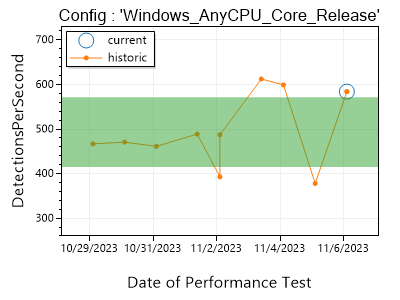 Config : 'Windows_AnyCPU_Core_Release'
current
historic
DetectionsPerSecond
700
600
500
400
300
10/29/2023 10/31/2023 11/2/2023 11/4/2023 11/6/2023
Date of Performance Test